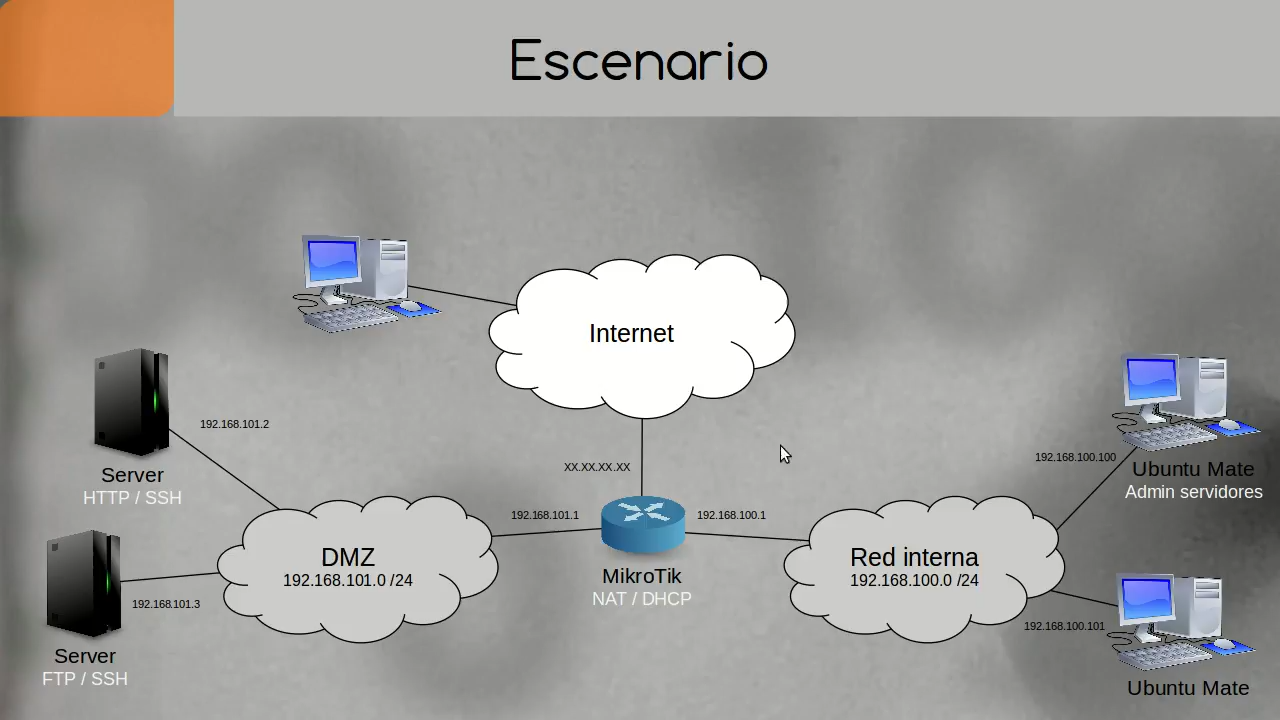 Escenario
Internet
192.168.101.2
Server
HTTP / SSH
XX.XX.XX.XX
192.168.100.100
Ubuntu Mate
Admin servidores
192.168.101.1
192.168.100.1
DMZ
192.168.101.0 /24
MikroTik
NAT / DHCP
Red interna
192.168.100.0 /24
192.168.101.3
Server
FTP / SSH
192.168.100.101
Ubuntu Mate